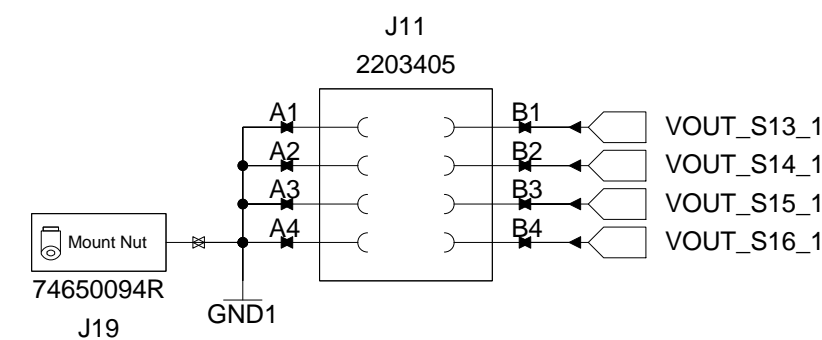 J11
2203405
A1
B1
VOUT_S13_1
A2
B2
VOUT_S14_1
A3
B3
VOUT_S15_1
A4
B4
VOUT_S16_1
Mount Nut
74650094R
J19
GND1